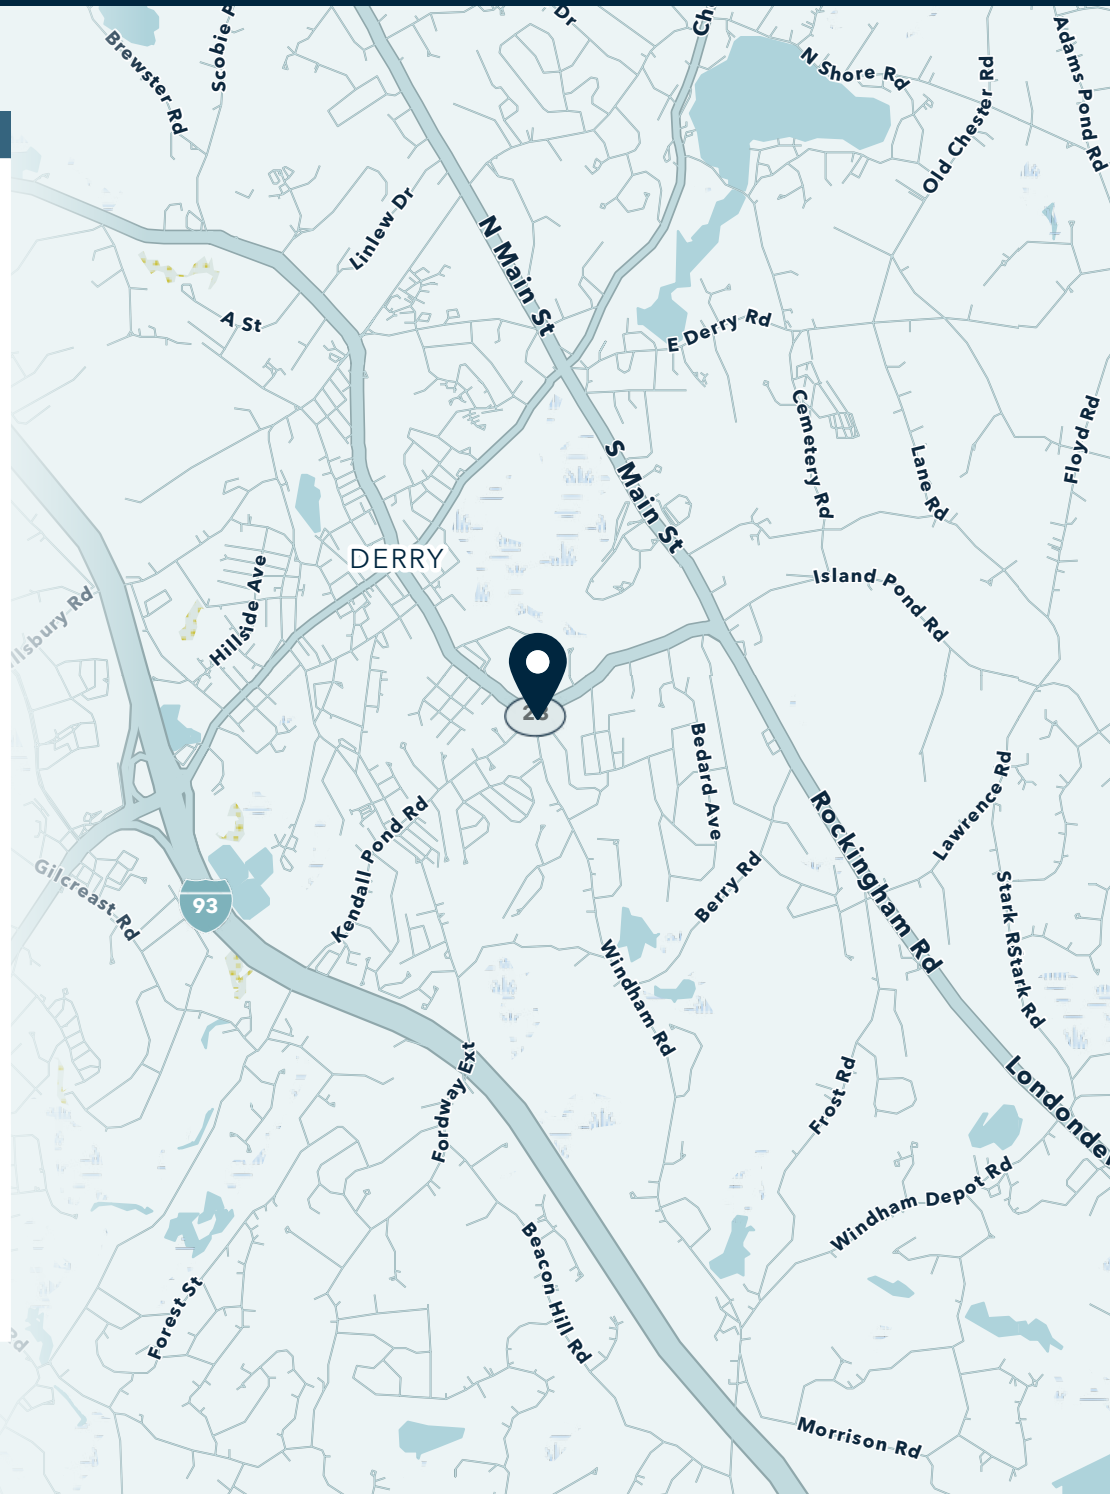 Dr
Ch
Scobie P
Brewster Rd
N Shore Rd
Old Chester Rd
Adams Pond Rd
Linlew Dr
N Main St
A St
E Derry Rd
Cemetery Rd
Lane Rd
Floyd Rd
S Main St
DERRY
Hillside Ave
llsbury Rd
Island Pond Rd
Bedard Ave
Lawrence Rd
Kendall Pond Rd
Rockingham Rd
Berry Rd
Gilcreast Rd
93
Stark R
Stark Rd
Windham Rd
Fordway Ext
Frost Rd
Londonder
Windham Depot Rd
Beacon Hill Rd
Forest St
Rd
Morrison Rd